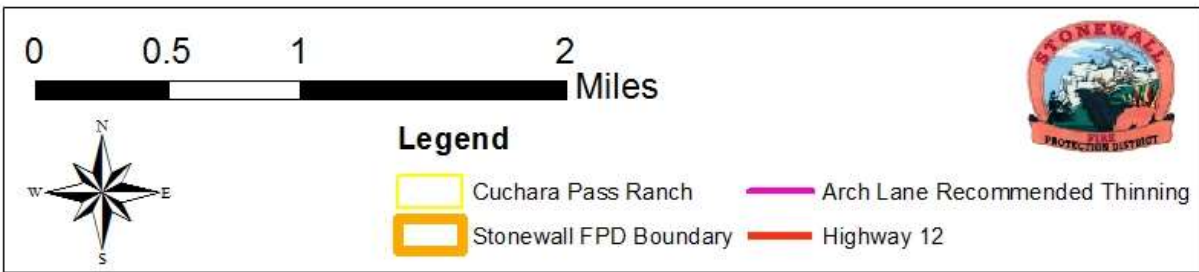 0 0.5 1 2
Miles
STONEWALL
FIRE
PROTECTION DISTRICT
N
W E
S
Legend
Cuchara Pass Ranch
Arch Lane Recommended Thinning
Stonewall FPD Boundary
Highway 12